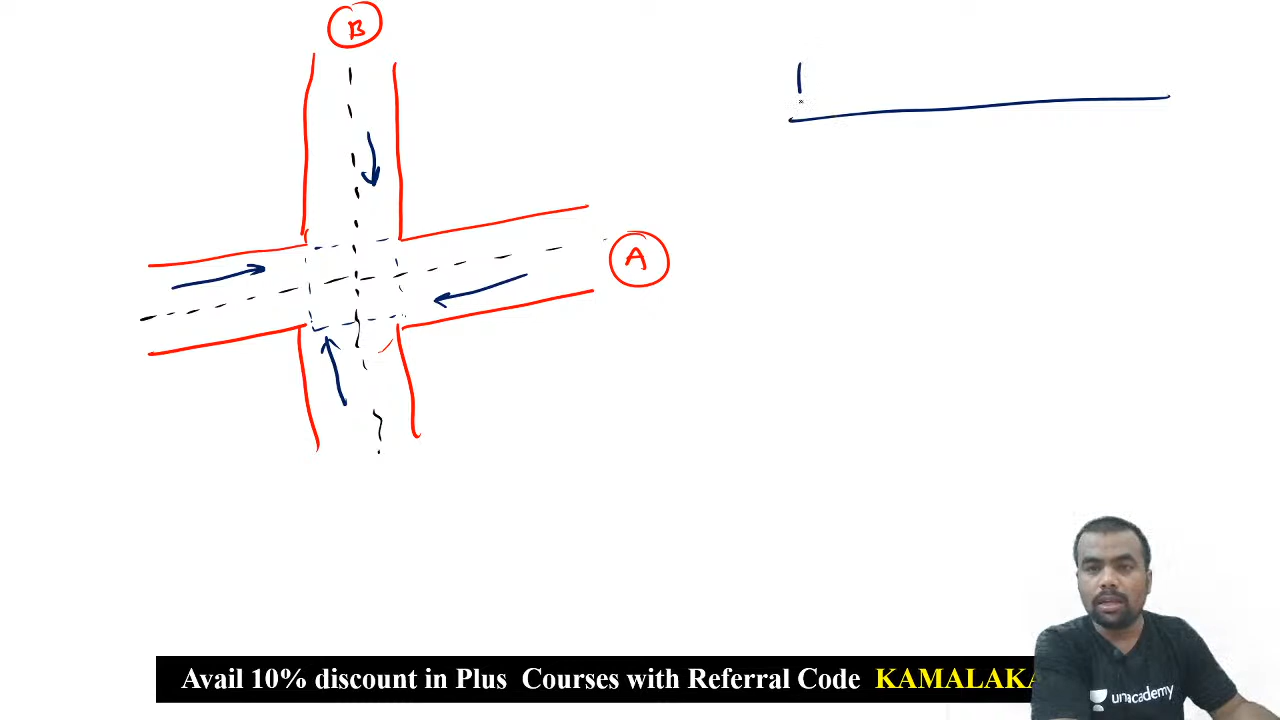 B
A
Avail 10% discount in Plus Courses with Referral Code KAMALAKA
unacademy